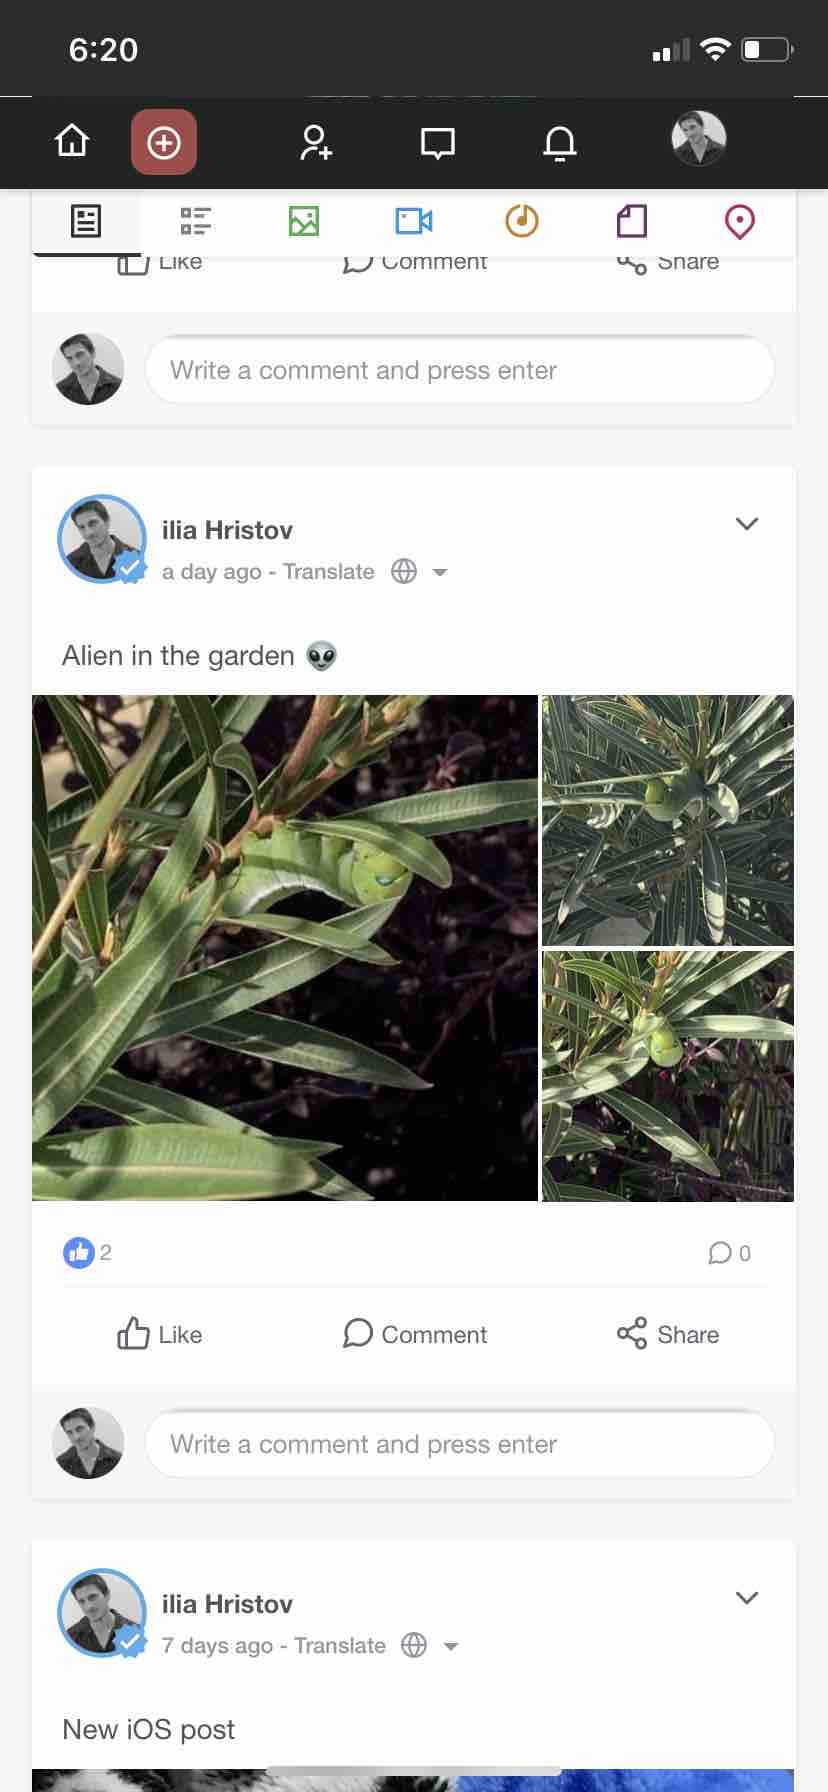 6:20
Like Comment Share
Write a comment and press enter
ilia Hristov
a day ago - Translate
Alien in the garden 👽
2 0
Like Comment Share
Write a comment and press enter
ilia Hristov
7 days ago - Translate
New iOS post